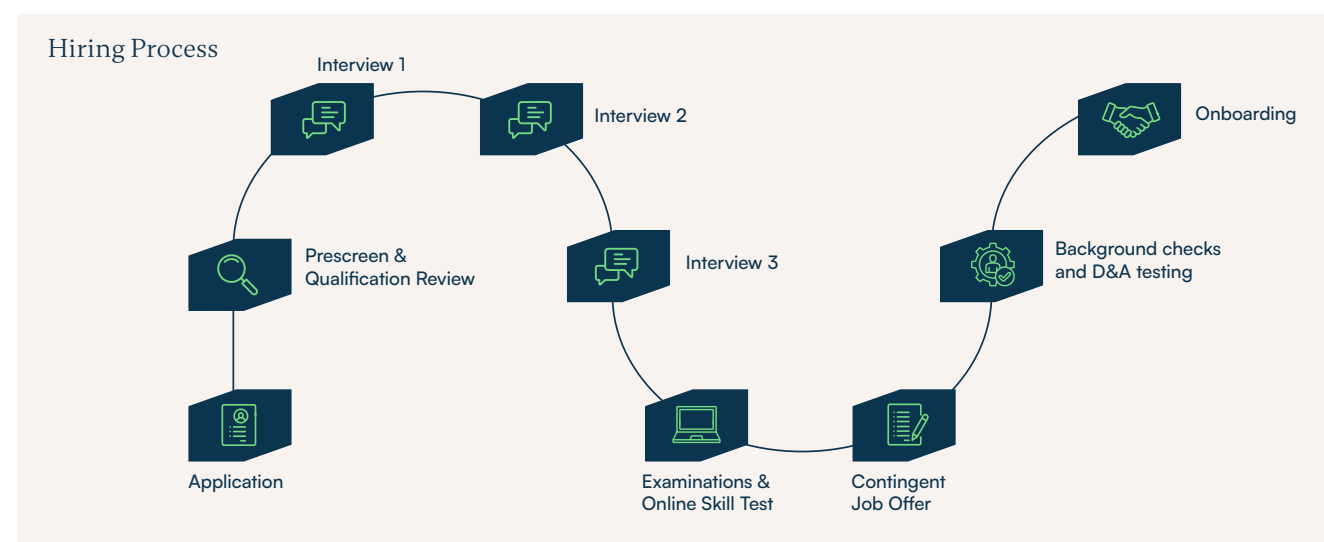 Hiring Process
Interview 1
Interview 2
Onboarding
Prescreen &
Qualification Review
Interview 3
Background checks
and D&A testing
Application
Examinations &
Online Skill Test
Contingent
Job Offer